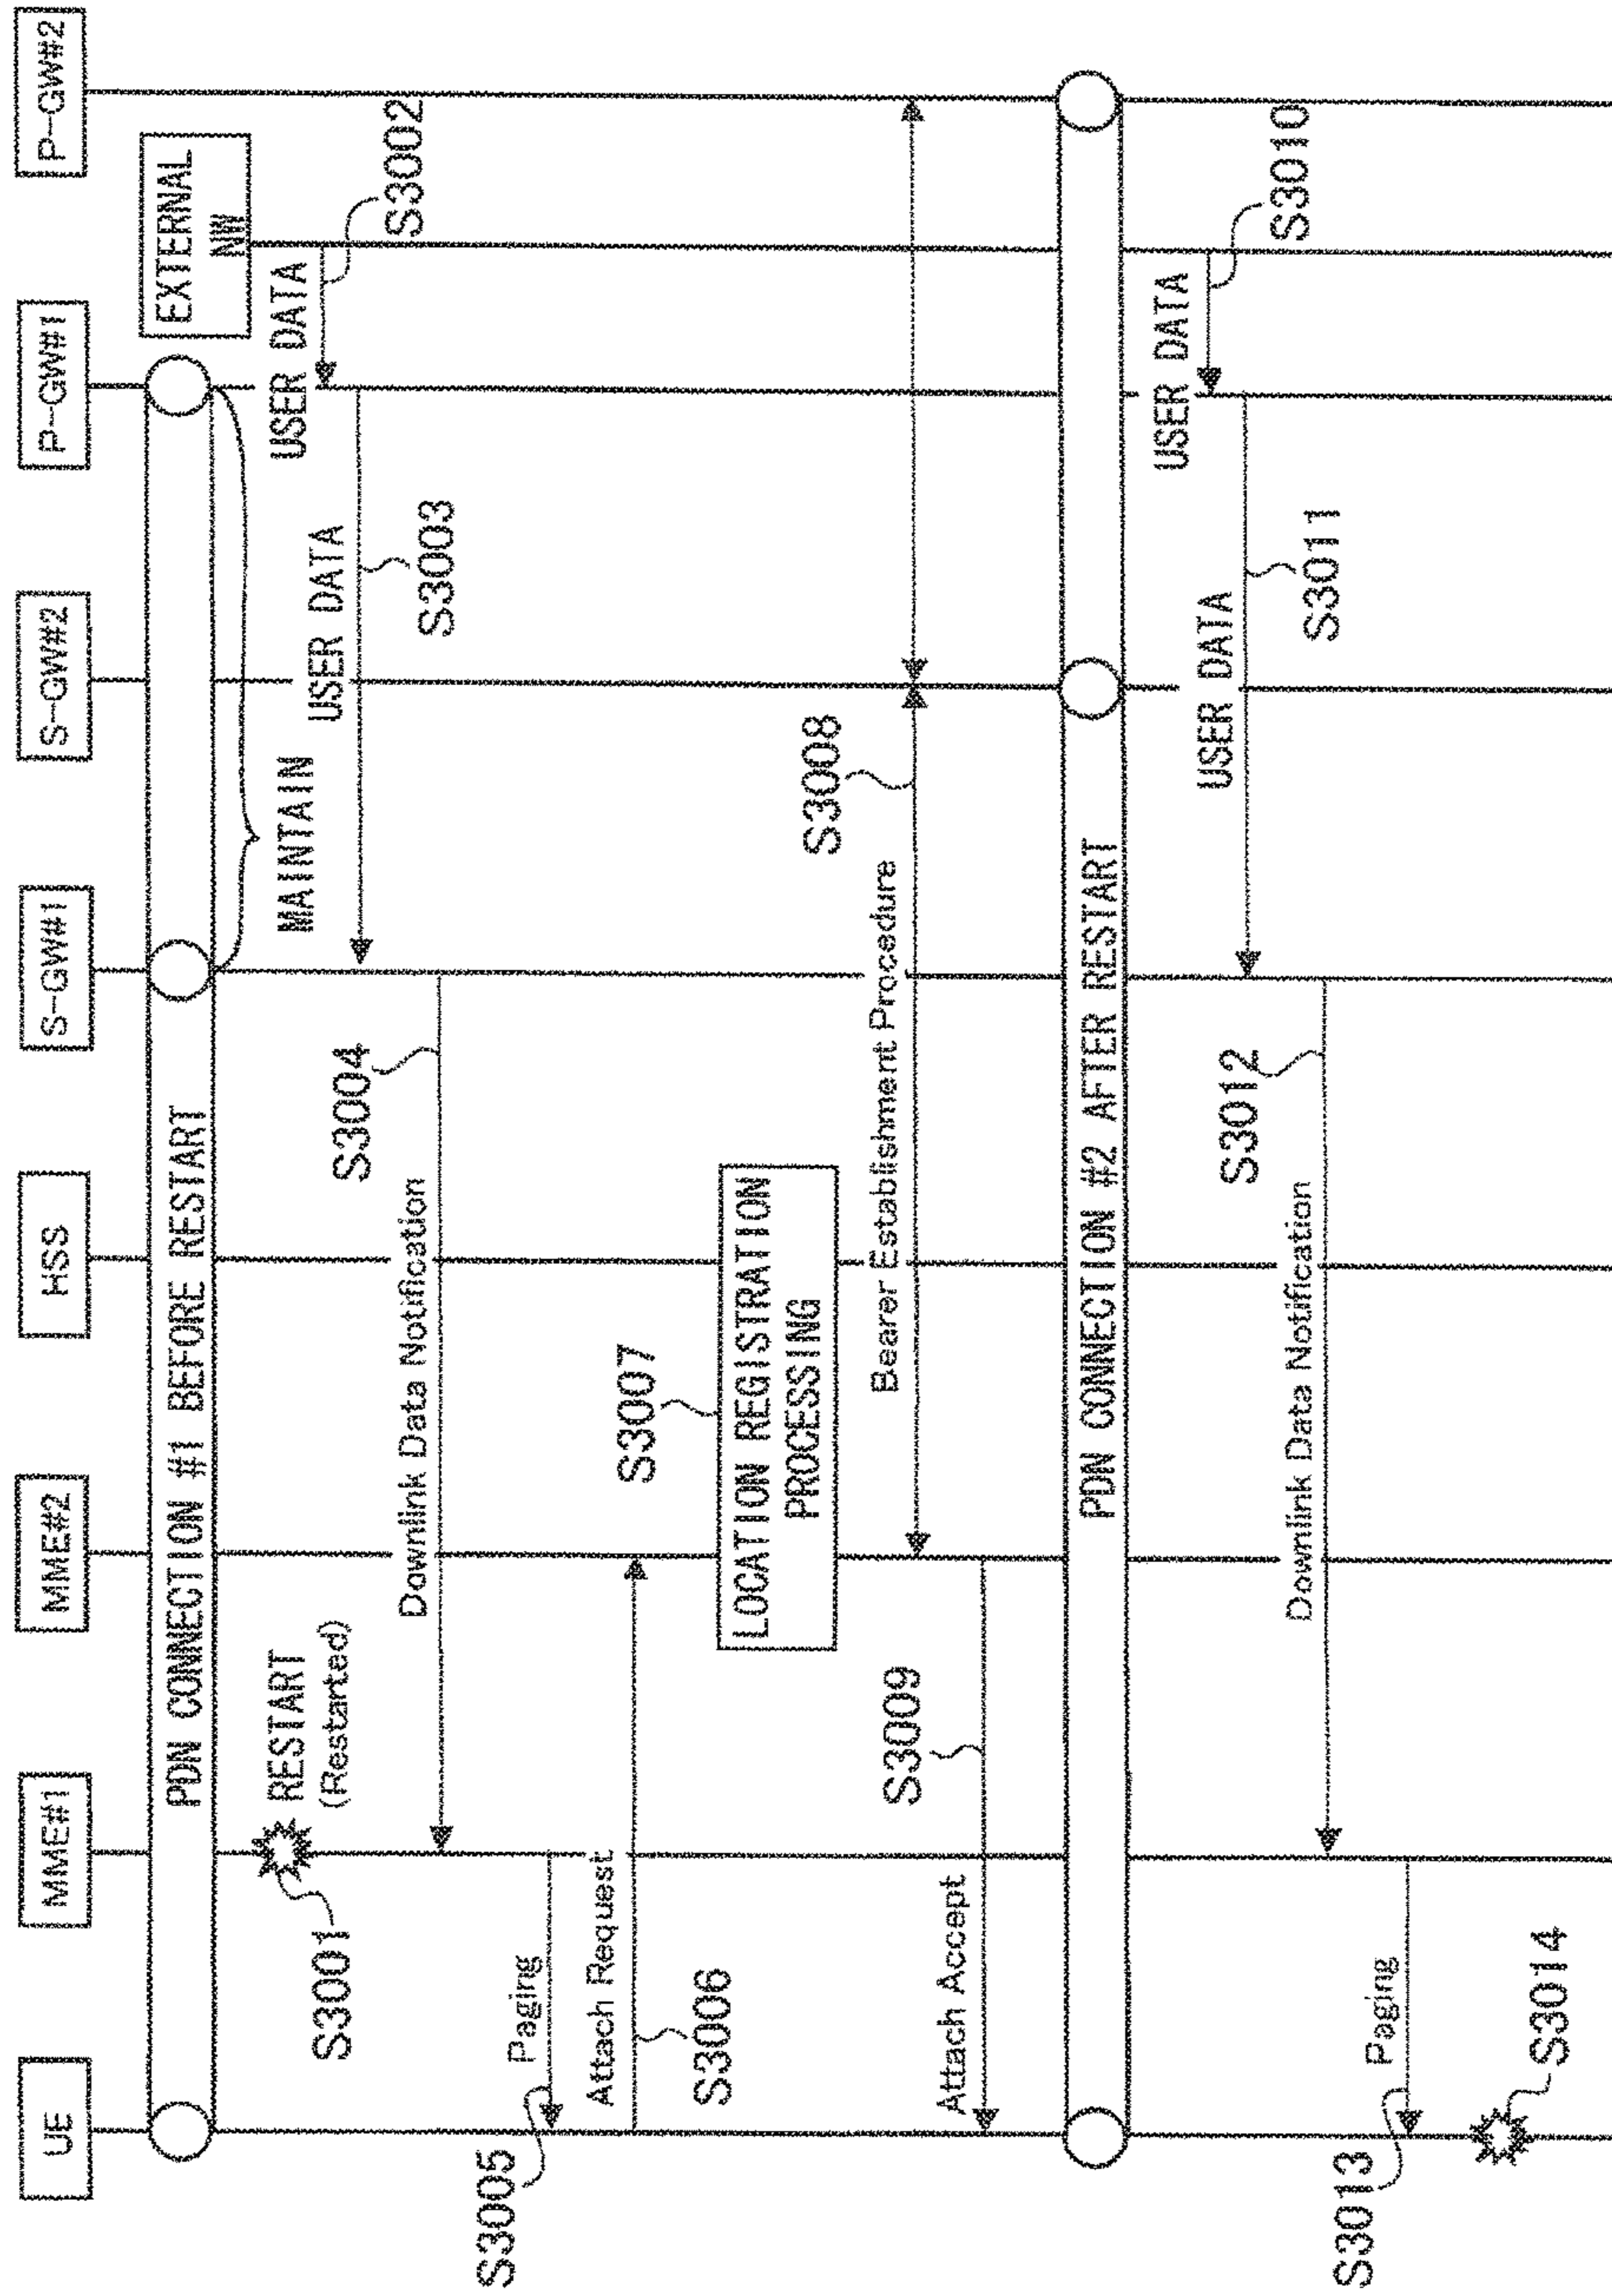 UE
MME#1
MME#2
HSS
S-GW#1
S-GW#2
P-GW#1
P-GW#2
EXTERNAL
NW
PDN CONNECTION #1 BEFORE RESTART
RESTART
(Restarted)
S3001
MAINTAIN
USER DATA
S3002
USER DATA
S3003
S3004
Downlink Data Notification
S3005
Paging
Attach Request
S3006
S3007
LOCATION REGISTRATION
PROCESSING
S3008
Bearer Establishment Procedure
S3009
Attach Accept
PDN CONNECTION #2 AFTER RESTART
USER DATA
S3010
USER DATA
S3011
S3012
Downlink Data Notification
S3013
Paging
S3014